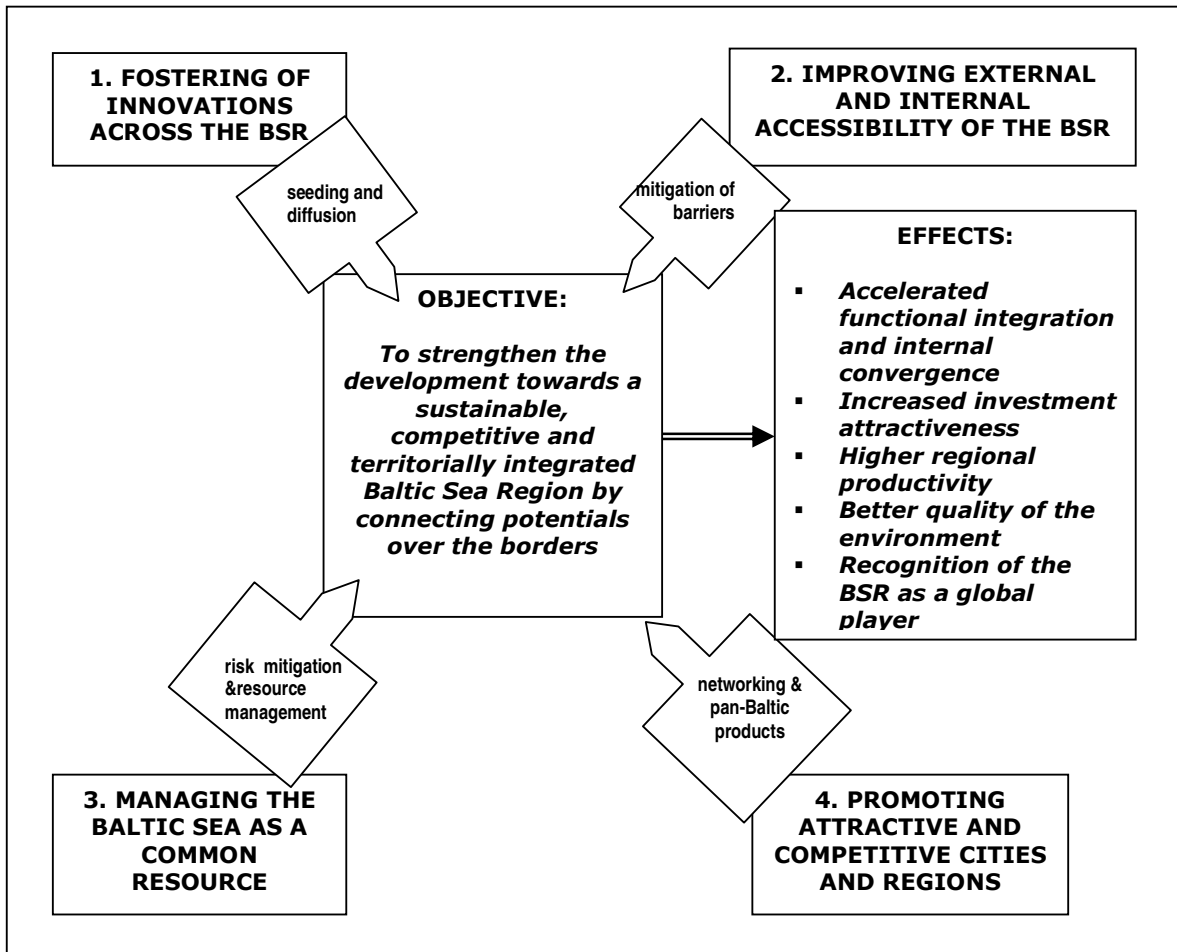 1. FOSTERING OF
INNOVATIONS
ACROSS THE BSR
2. IMPROVING EXTERNAL
AND INTERNAL
ACCESSIBILITY OF THE BSR
seeding and
diffusion
mitigation of
barriers
OBJECTIVE:
To strengthen the
development towards a
sustainable,
competitive and
territorially integrated
Baltic Sea Region by
connecting potentials
over the borders
EFFECTS:
▪ Accelerated
functional integration
and internal
convergence
▪ Increased investment
attractiveness
▪ Higher regional
productivity
▪ Better quality of the
environment
▪ Recognition of the
BSR as a global
player
risk mitigation
&resource
management
networking &
pan-Baltic
products
3. MANAGING THE
BALTIC SEA AS A
COMMON
RESOURCE
4. PROMOTING
ATTRACTIVE AND
COMPETITIVE CITIES
AND REGIONS